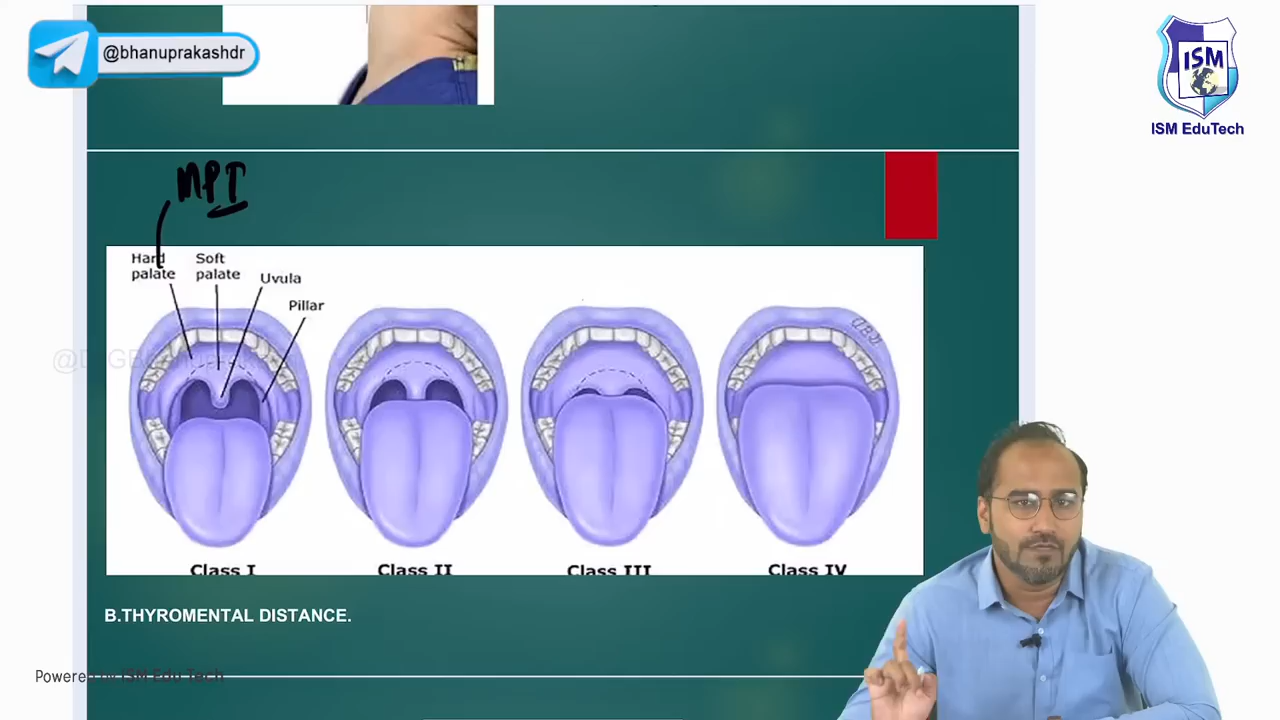 @bhanuprakashdr
ISM
ISM EduTech
MPI
Hard palate
Soft palate
Uvula
Pillar
Class I
Class II
Class III
Class IV
B.THYROMENTAL DISTANCE.
Powered by ISM Edu Tech